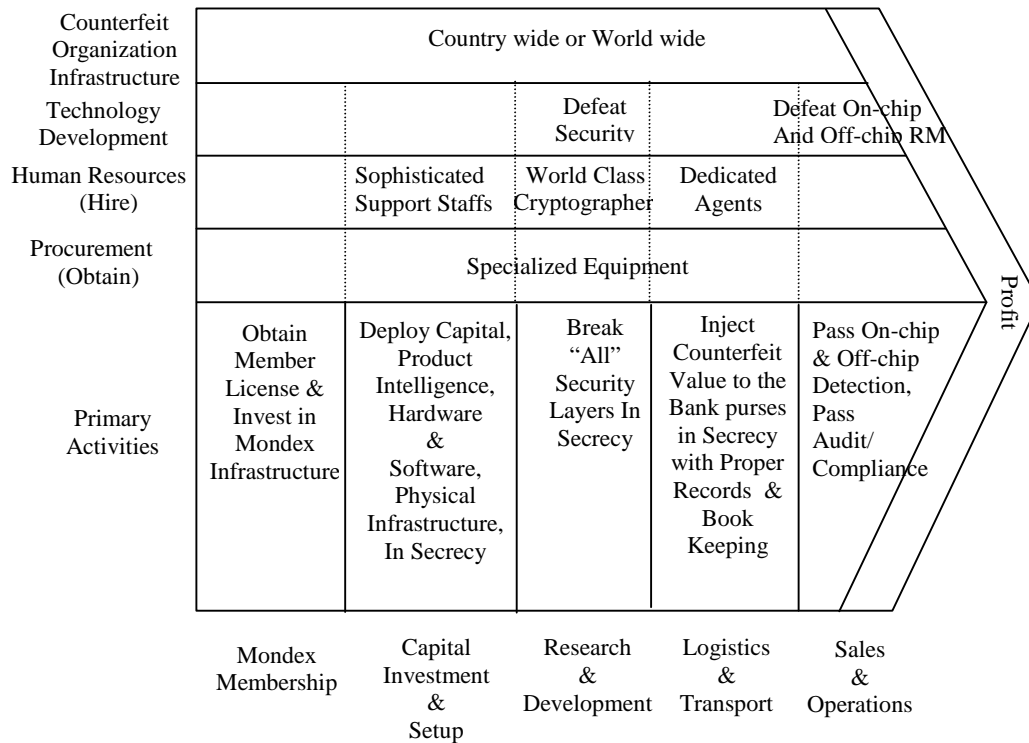 Counterfeit
Organization
Infrastructure
Country wide or World wide
Technology
Development
Defeat
Security
Defeat On-chip
And Off-chip RM
Human Resources
(Hire)
Sophisticated
Support Staffs
World Class
Cryptographer
Dedicated
Agents
Procurement
(Obtain)
Specialized Equipment
Profit
Primary
Activities
Obtain
Member
License &
Invest in
Mondex
Infrastructure
Deploy Capital,
Product
Intelligence,
Hardware
&
Software,
Physical
Infrastructure,
In Secrecy
Break
“All”
Security
Layers In
Secrecy
Inject
Counterfeit
Value to the
Bank purses
in Secrecy
with Proper
Records &
Book
Keeping
Pass On-chip
& Off-chip
Detection,
Pass
Audit/
Compliance
Mondex
Membership
Capital
Investment
&
Setup
Research
&
Development
Logistics
&
Transport
Sales
&
Operations